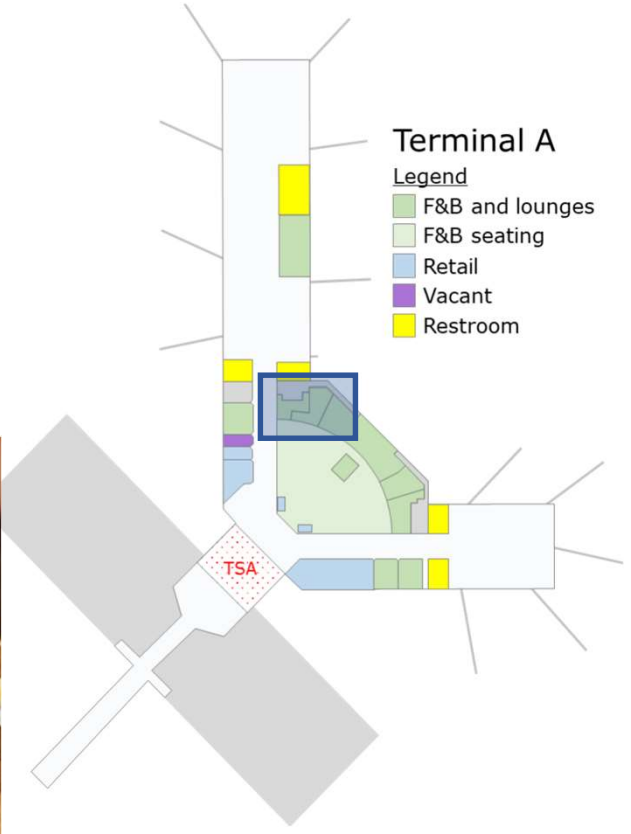 Terminal A
Legend
F&B and lounges
F&B seating
Retail
Vacant
Restroom
TSA